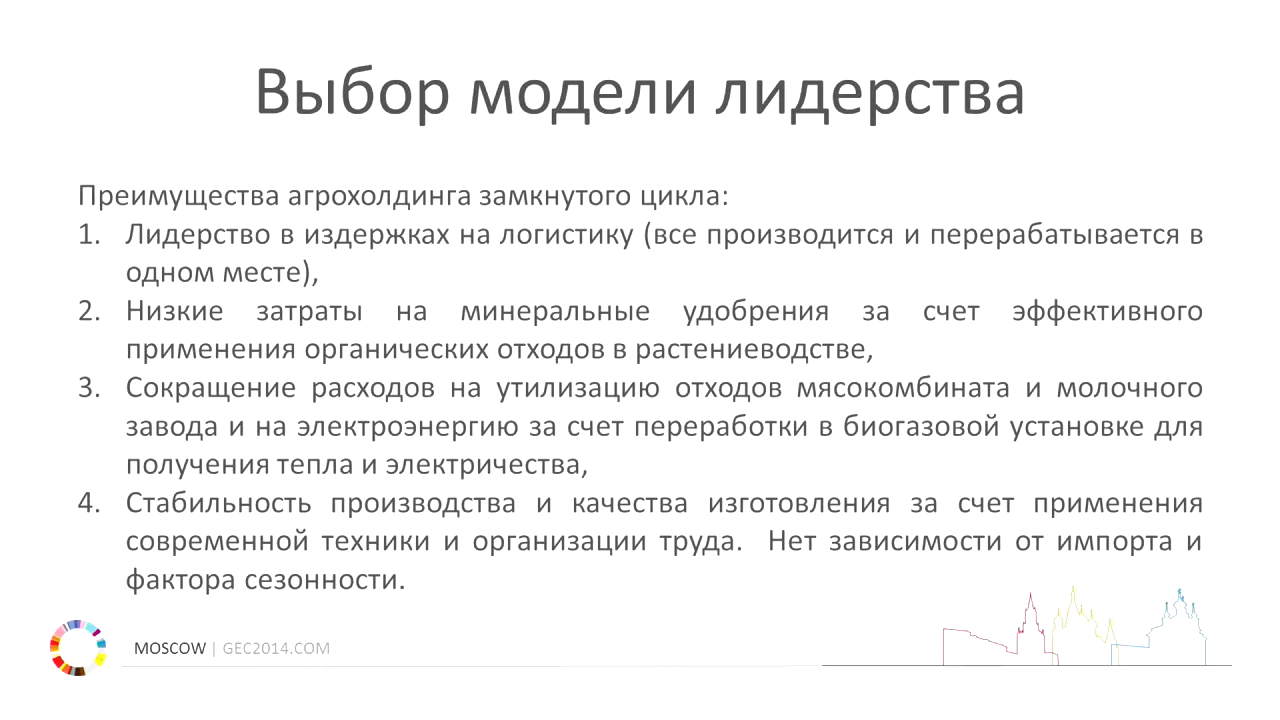 Выбор модели лидерства
Преимущества агрохолдинга замкнутого цикла:
1. Лидерство в издержках на логистику (все производится и перерабатывается в
одном месте),
2. Низкие затраты на минеральные удобрения за счет эффективного
применения органических отходов в растениеводстве,
3. Сокращение расходов на утилизацию отходов мясокомбината и молочного
завода и на электроэнергию за счет переработки в биогазовой установке для
получения тепла и электричества,
4. Стабильность производства и качества изготовления за счет применения
современной техники и организации труда. Нет зависимости от импорта и
фактора сезонности.
MOSCOW | GEC2014.COM